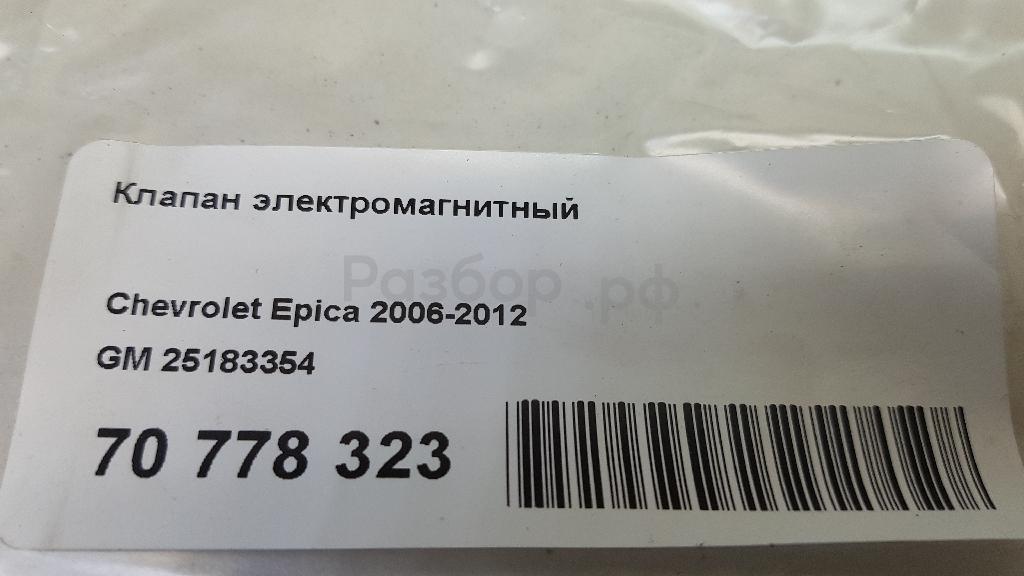 Клапан электромагнитный
Разбор.рф
Chevrolet Epica 2006-2012
GM 25183354
70 778 323